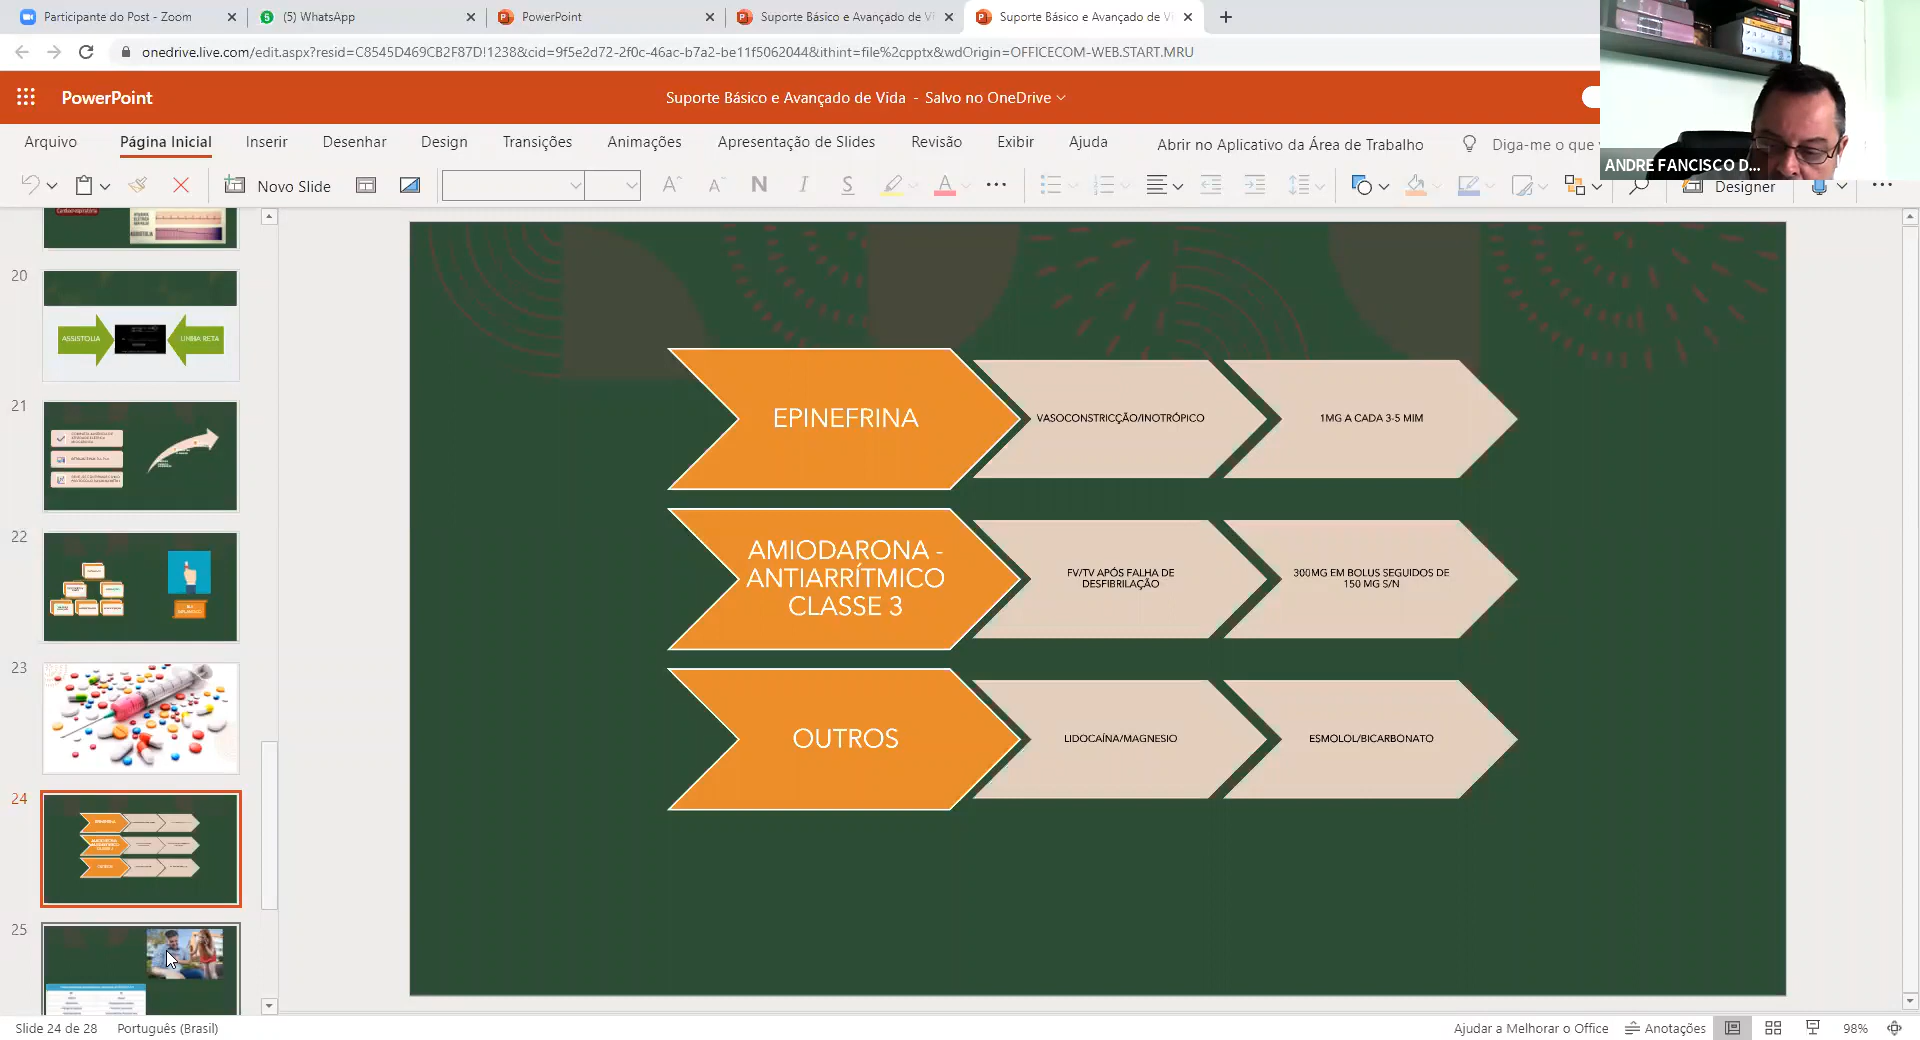 Participante do Post - Zoom
(5) WhatsApp
PowerPoint
Suporte Básico e Avançado de Vi
Suporte Básico e Avançado de Vi
onedrive.live.com/edit.aspx?resid=C8545D469CB2F87D!1238&cid=9f5e2d72-2f0c-46ac-b7a2-be11f5062044&ithint=file%2cpptx&wdOrigin=OFFICECOM-WEB.START.MRU
PowerPoint
Suporte Básico e Avançado de Vida - Salvo no OneDrive
Arquivo
Página Inicial
Inserir
Desenhar
Design
Transições
Animações
Apresentação de Slides
Revisão
Exibir
Ajuda
Abrir no Aplicativo da Área de Trabalho
Diga-me o que
ANDRE FANCISCO D...
Novo Slide
N
I
S
Designer
20
ASSISTOLIA
LINHA RETA
21
22
23
24
25
EPINEFRINA
VASOCONSTRICÇÃO/INOTRÓPICO
1MG A CADA 3-5 MIM
AMIODARONA -
ANTIARRÍTMICO
CLASSE 3
FV/TV APÓS FALHA DE
DESFIBRILAÇÃO
300MG EM BOLUS SEGUIDOS DE
150 MG S/N
OUTROS
LIDOCAÍNA/MAGNESIO
ESMOLOL/BICARBONATO
Slide 24 de 28
Português (Brasil)
Ajudar a Melhorar o Office
Anotações
98%